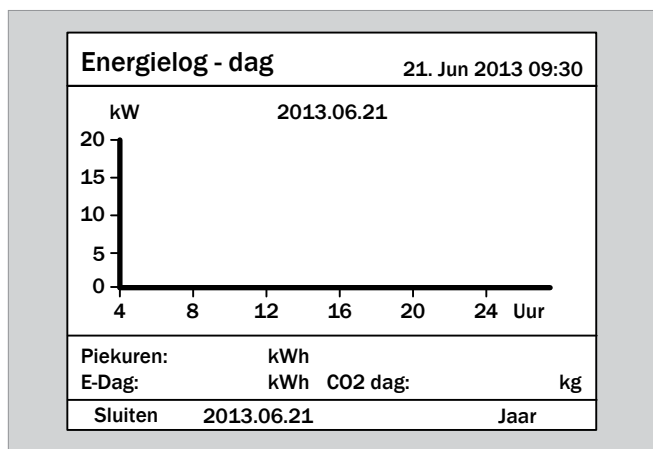 Energielog - dag 21. Jun 2013 09:30
kW 2013.06.21
20
15
10
5
0
4 8 12 16 20 24 Uur
Piekuren: kWh
E-Dag: kWh CO2 dag: kg
Sluiten 2013.06.21 Jaar